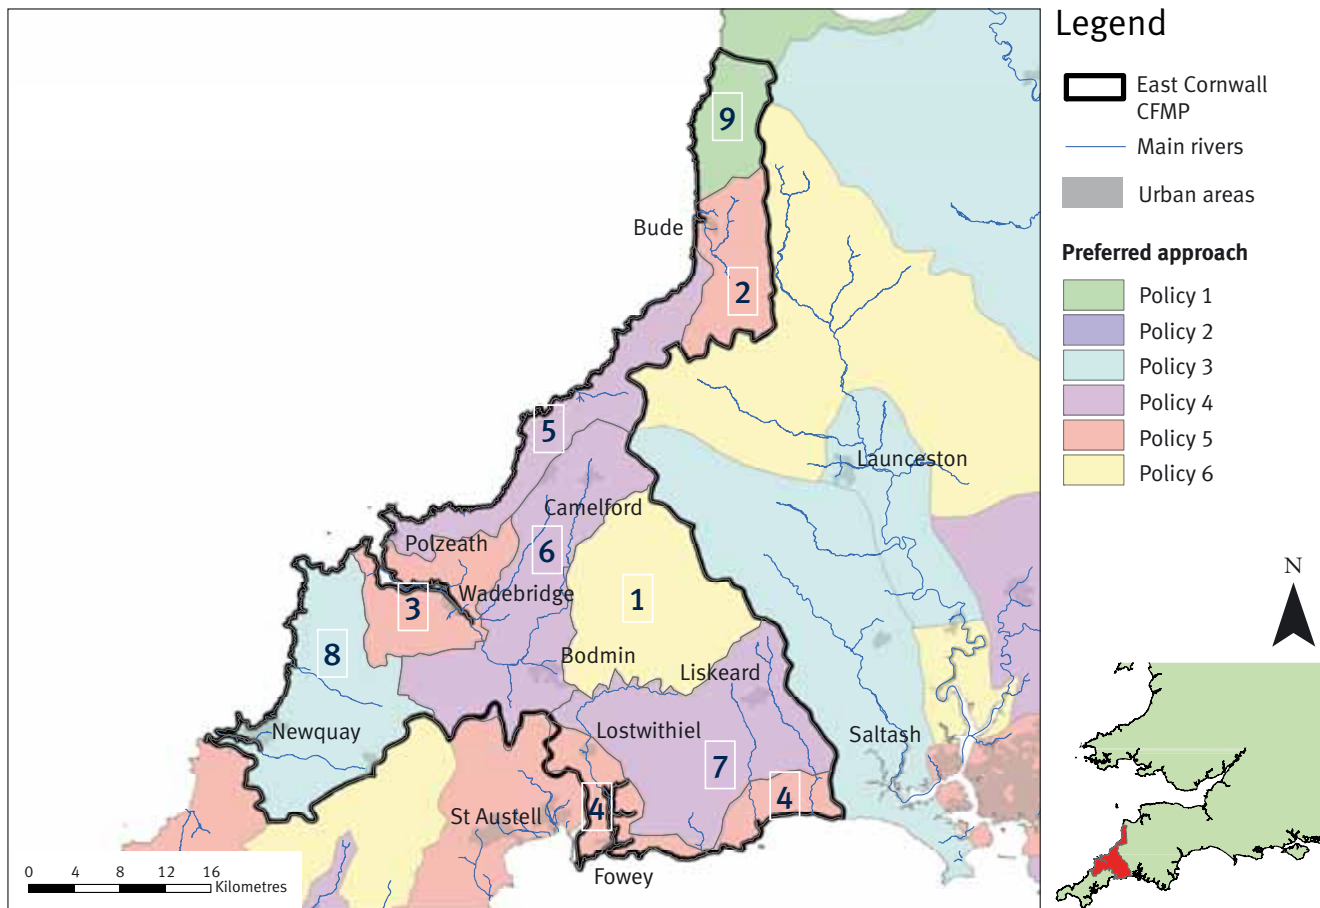 Legend
East Cornwall
CFMP
Main rivers
Urban areas
Preferred approach
Policy 1
Policy 2
Policy 3
Policy 4
Policy 5
Policy 6
N
9
Bude
2
5
Launceston
Camelford
Polzeath
6
Wadebridge
1
3
8
Bodmin
Liskeard
Newquay
Lostwithiel
Saltash
7
4
4
St Austell
Fowey
0 4 8 12 16
Kilometres